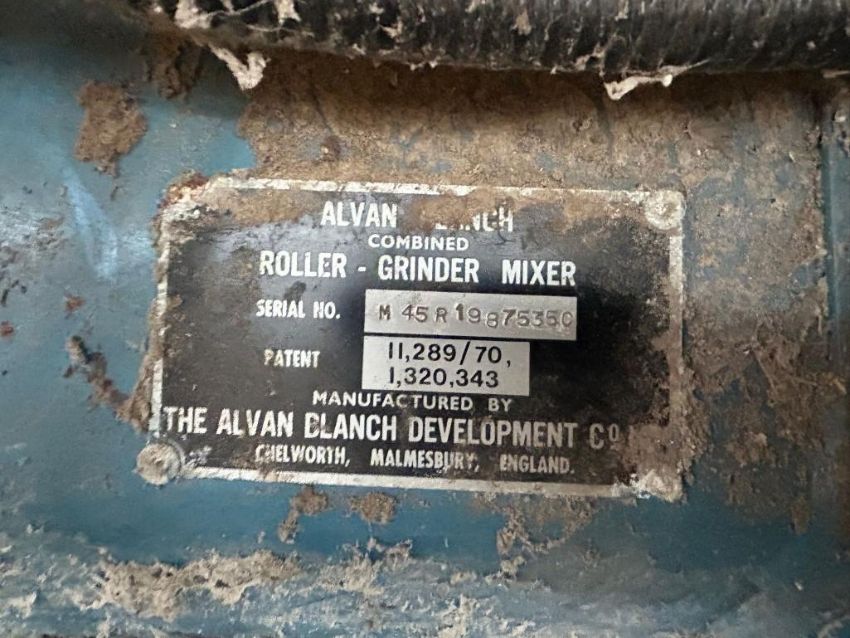 ALVAN
COMBINED
ROLLER - GRINDER MIXER
SERIAL NO. M 45 R 19875350
PATENT 11,289/70,
1,320,343
MANUFACTURED BY
THE ALVAN BLANCH DEVELOPMENT CO
CHELWORTH, MALMESBURY, ENGLAND.